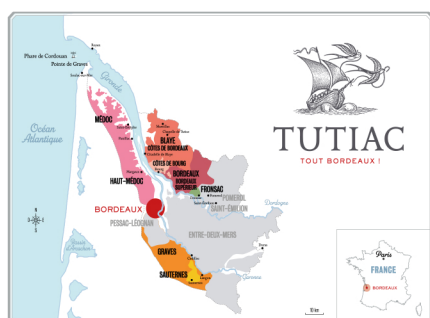 Phare de Cordouan
Pointe de Grave
Gironde
Océan
Atlantique
MÉDOC
BLAYE
CÔTES DE BORDEAUX
CÔTES DE BOURG
HAUT-MÉDOC
BORDEAUX
BORDEAUX
SUPÉRIEUR
FRONSAC
POMEROL
SAINT-ÉMILION
Dordogne
BORDEAUX
PESSAC-LÉOGNAN
ENTRE-DEUX-MERS
GRAVES
SAUTERNES
Garonne
TUTIAC
TOUT BORDEAUX !
Paris
FRANCE
BORDEAUX